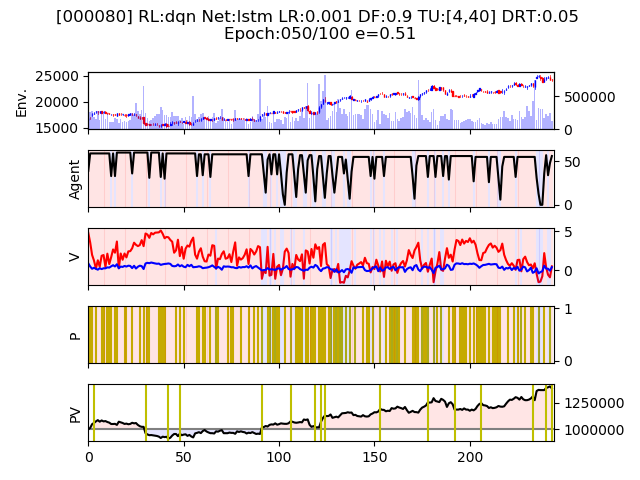 [000080] RL:dqn Net:lstm LR:0.001 DF:0.9 TU:[4,40] DRT:0.05
Epoch:050/100 e=0.51
Env.
25000
20000
15000
500000
0
Agent
50
0
V
5
0
P
1
0
PV
1250000
1000000
0
50
100
150
200